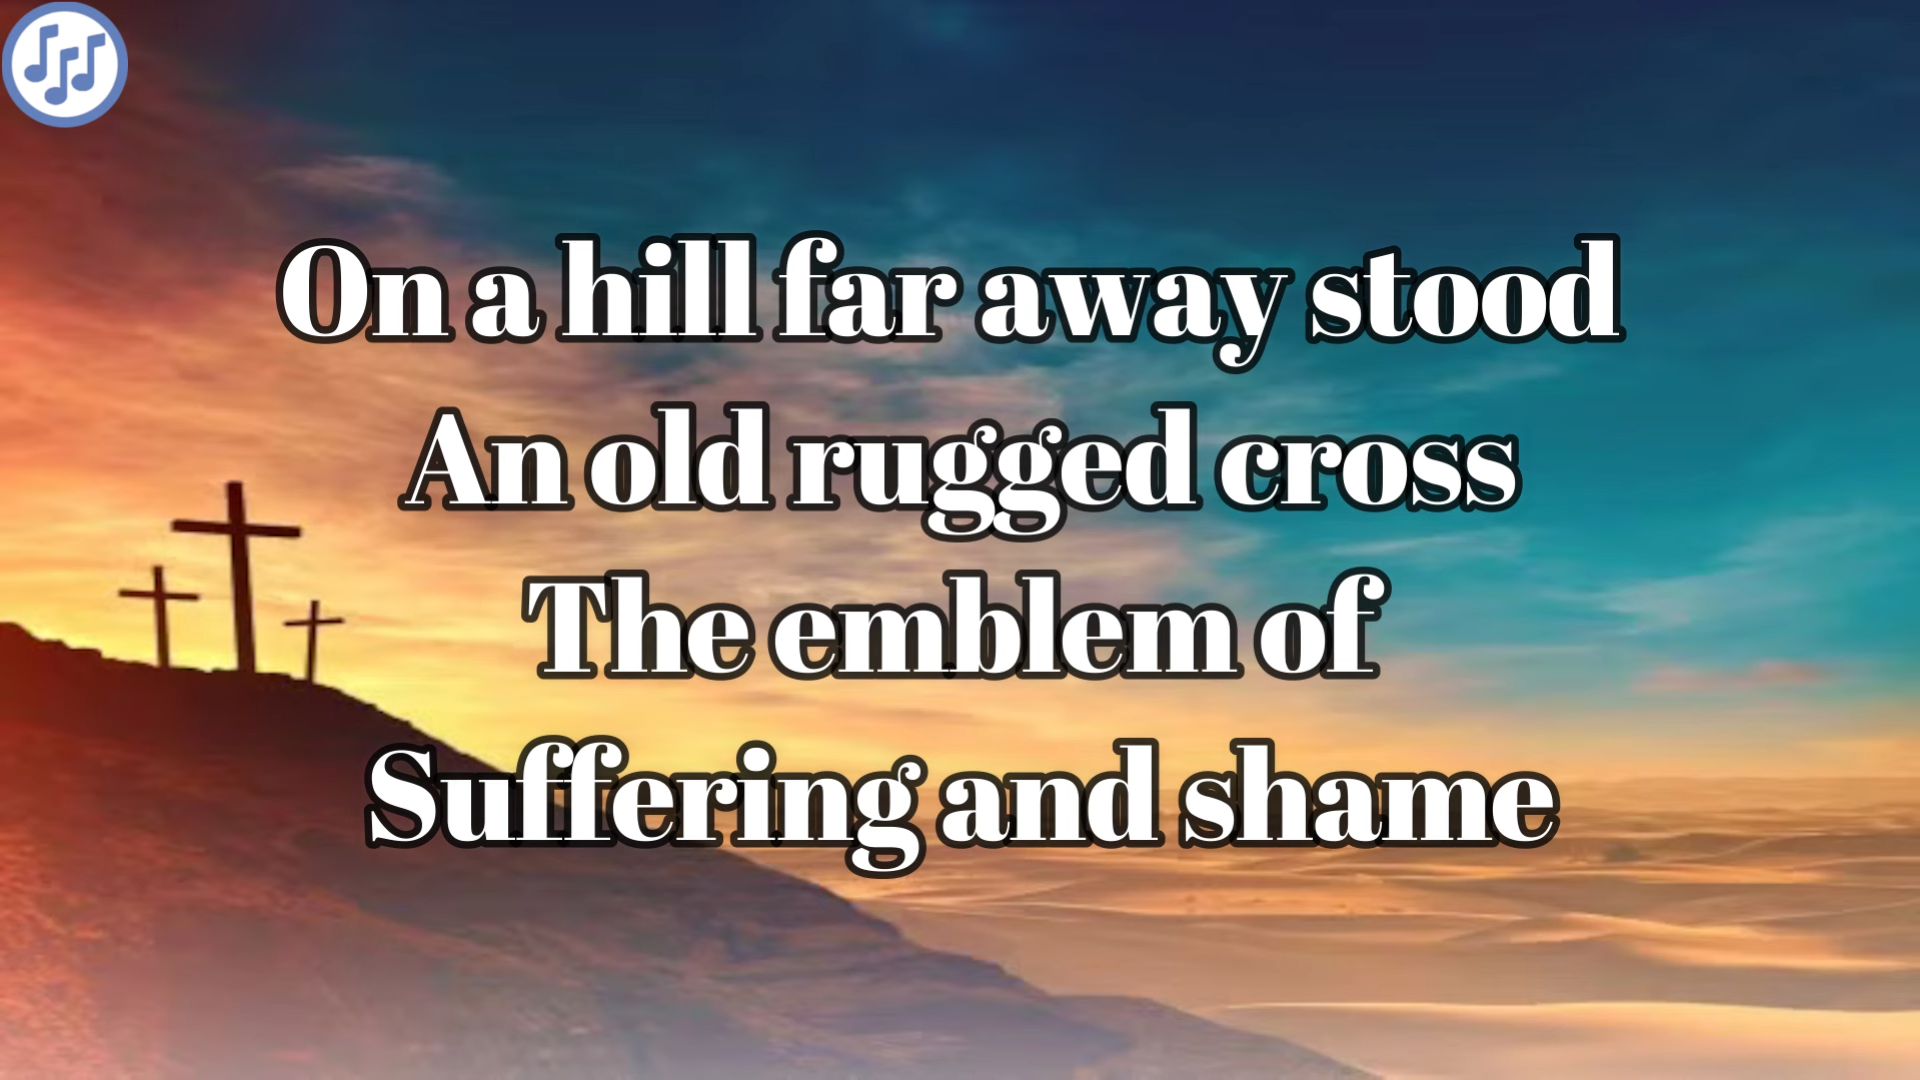 On a hill far away stood
An old rugged cross
The emblem of
Suffering and shame